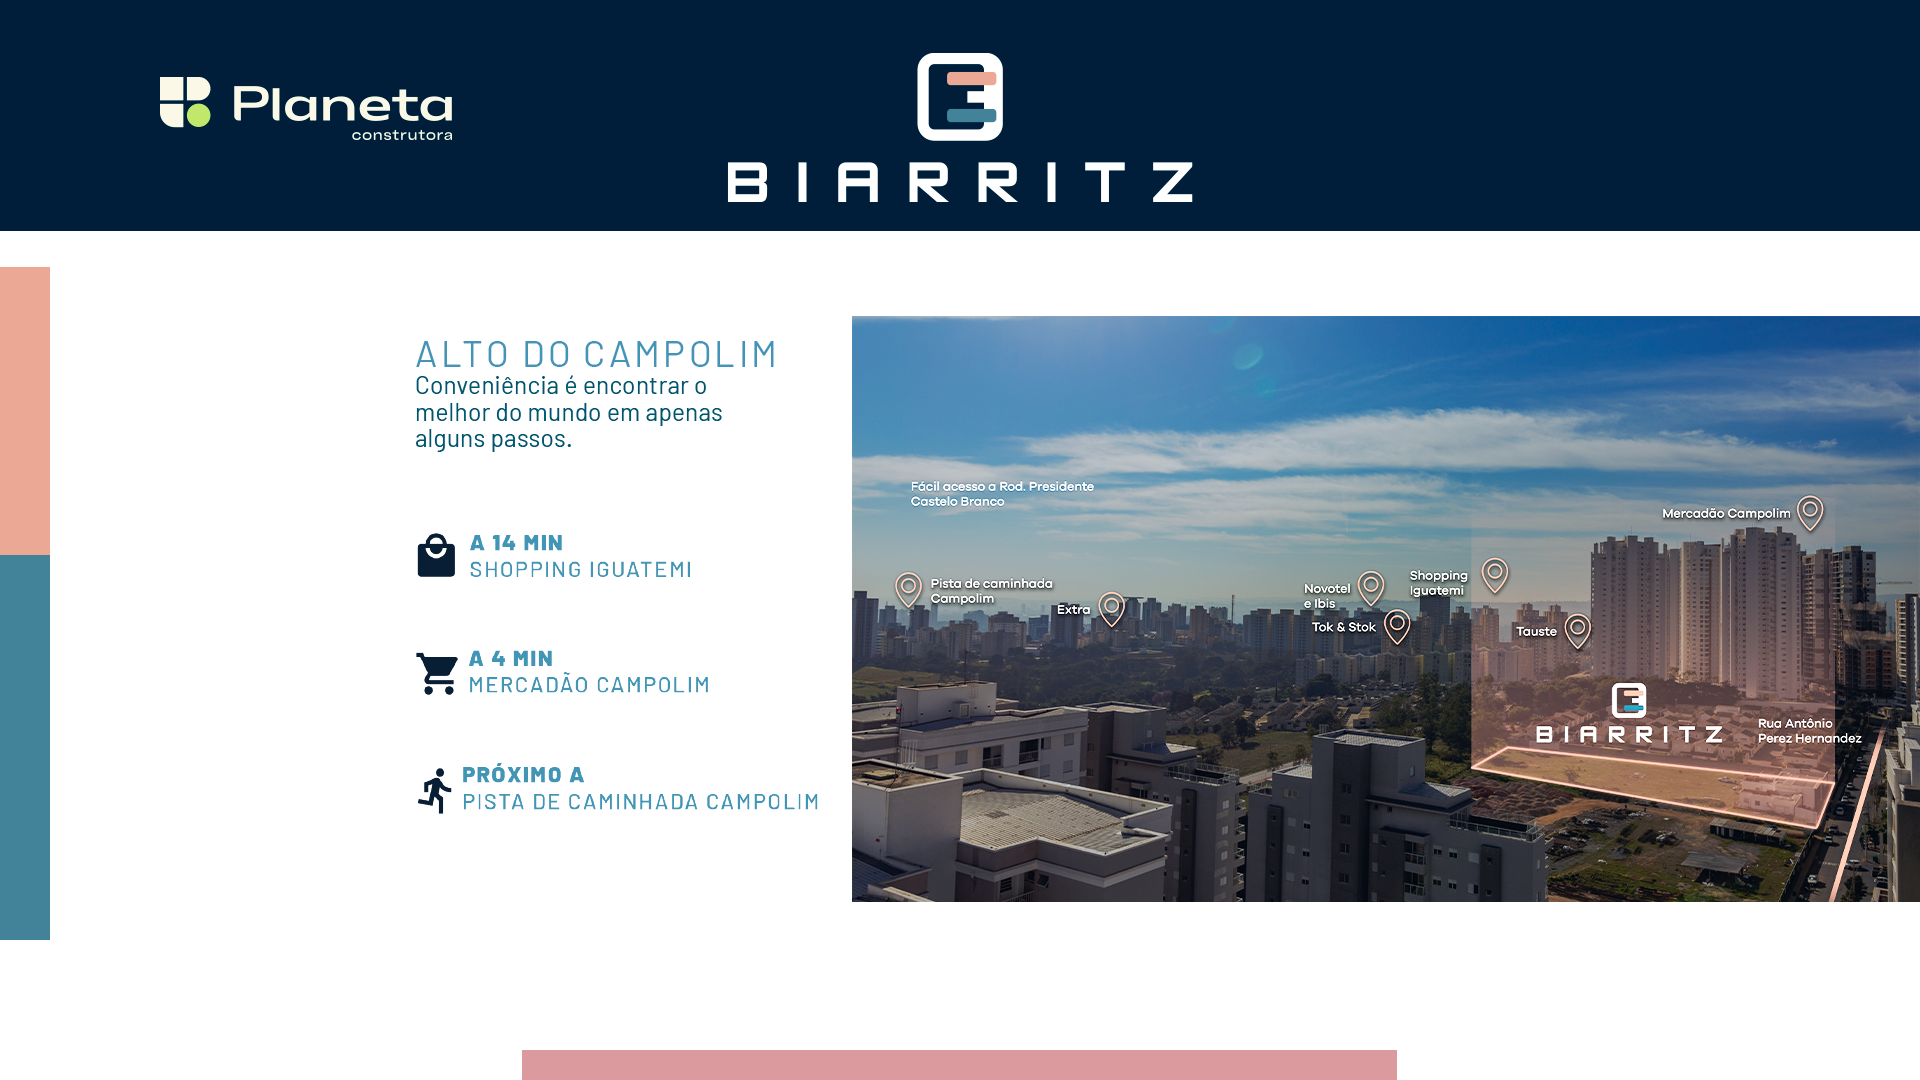 Planeta
construtora
BIARRITZ
ALTO DO CAMPOLIM
Conveniência é encontrar o
melhor do mundo em apenas
alguns passos.
A 14 MIN
SHOPPING IGUATEMI
A 4 MIN
MERCADÃO CAMPOLIM
PRÓXIMO A
PISTA DE CAMINHADA CAMPOLIM
Fácil acesso a Rod. Presidente
Castelo Branco
Mercadão Campolim
Pista de caminhada
Campolim
Extra
Novotel
e Ibis
Tok & Stok
Shopping
Iguatemi
Tauste
BIARRITZ
Rua Antônio
Perez Hernandez